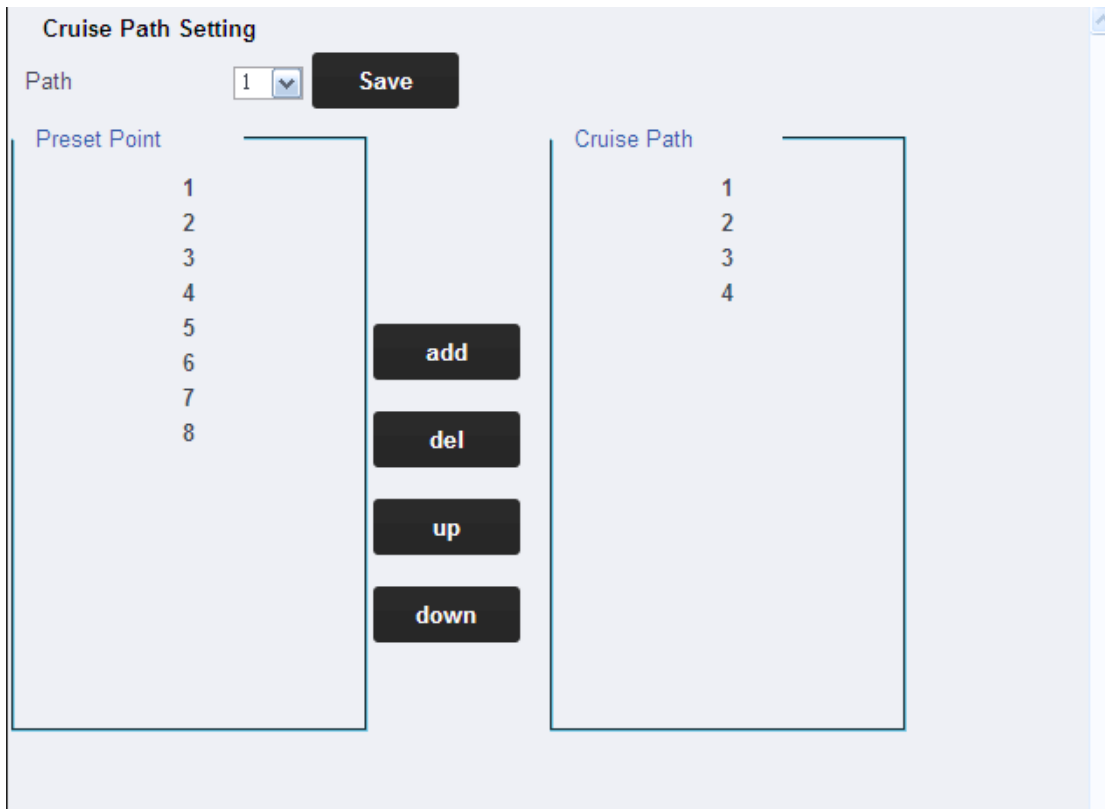 Cruise Path Setting
Path 1 Save
Preset Point
1
2
3
4
5
6
7
8
add
del
up
down
Cruise Path
1
2
3
4